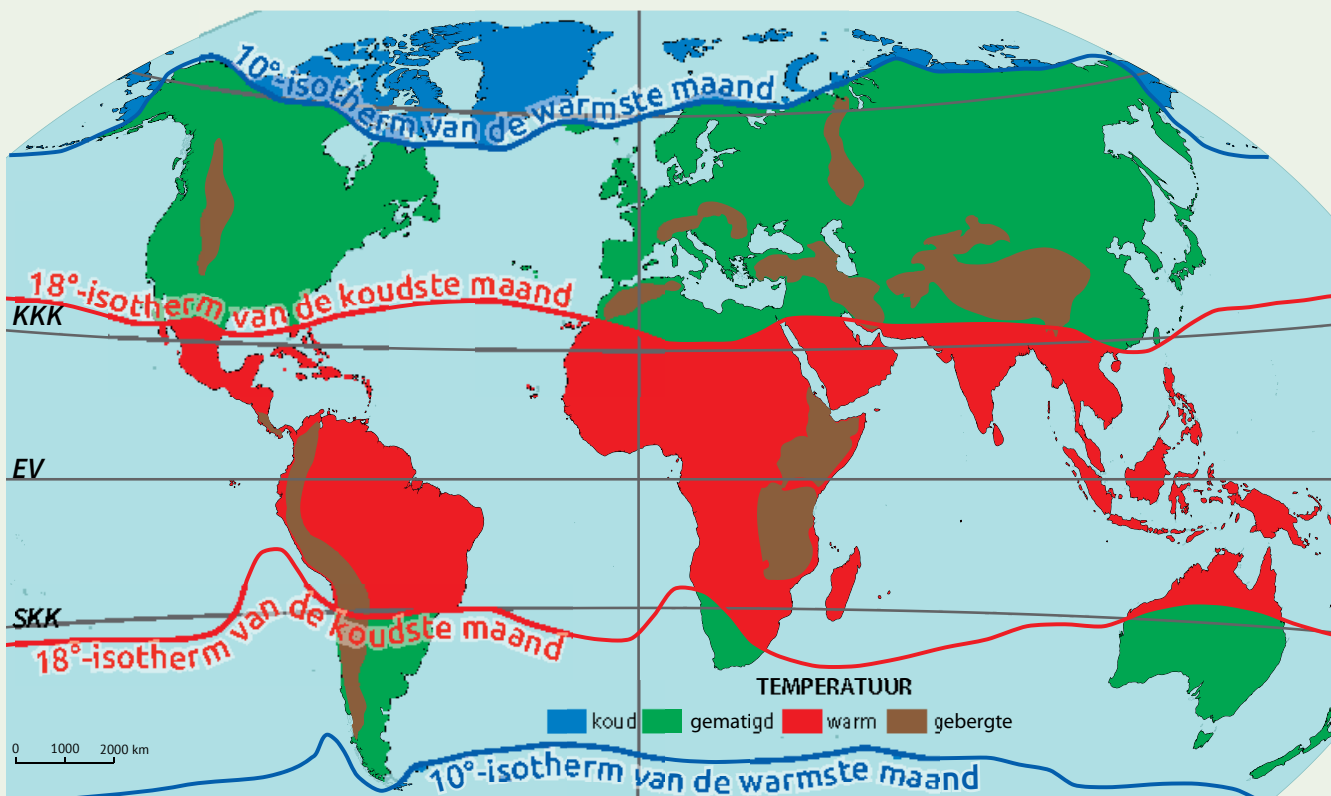 10°-isotherm van de warmste maand
18°-isotherm van de koudste maand
KKK
EV
SKK
18°-isotherm van de koudste maand
TEMPERATUUR
koud gematigd warm gebergte
0 1000 2000 km
10°-isotherm van de warmste maand